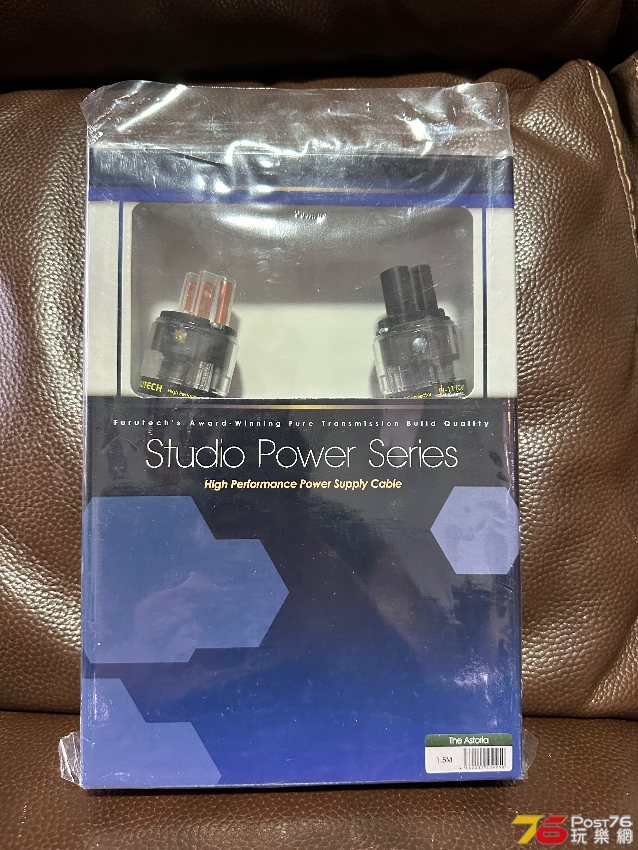 Furutech's Award-Winning Pure Transmission Build Quality
Studio Power Series
High Performance Power Supply Cable
The Astoria
1.5M
76 Post76
玩樂網